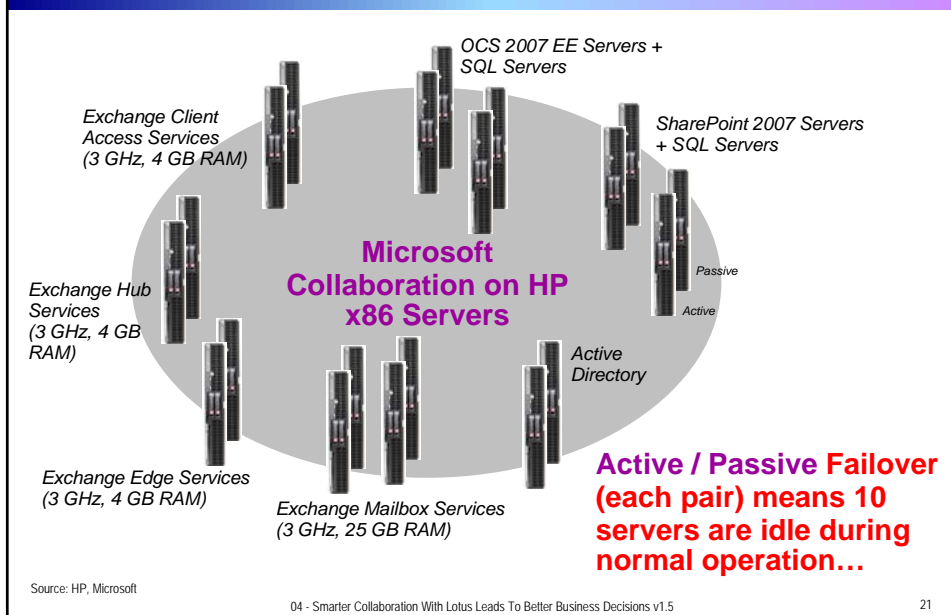 OCS 2007 EE Servers +
SQL Servers
Exchange Client
Access Services
(3 GHz, 4 GB RAM)
SharePoint 2007 Servers
+ SQL Servers
Microsoft
Collaboration on HP
x86 Servers
Passive
Active
Exchange Hub
Services
(3 GHz, 4 GB
RAM)
Active
Directory
Exchange Edge Services
(3 GHz, 4 GB RAM)
Exchange Mailbox Services
(3 GHz, 25 GB RAM)
Active / Passive Failover
(each pair) means 10
servers are idle during
normal operation…
Source: HP, Microsoft
04 - Smarter Collaboration With Lotus Leads To Better Business Decisions v1.5
21